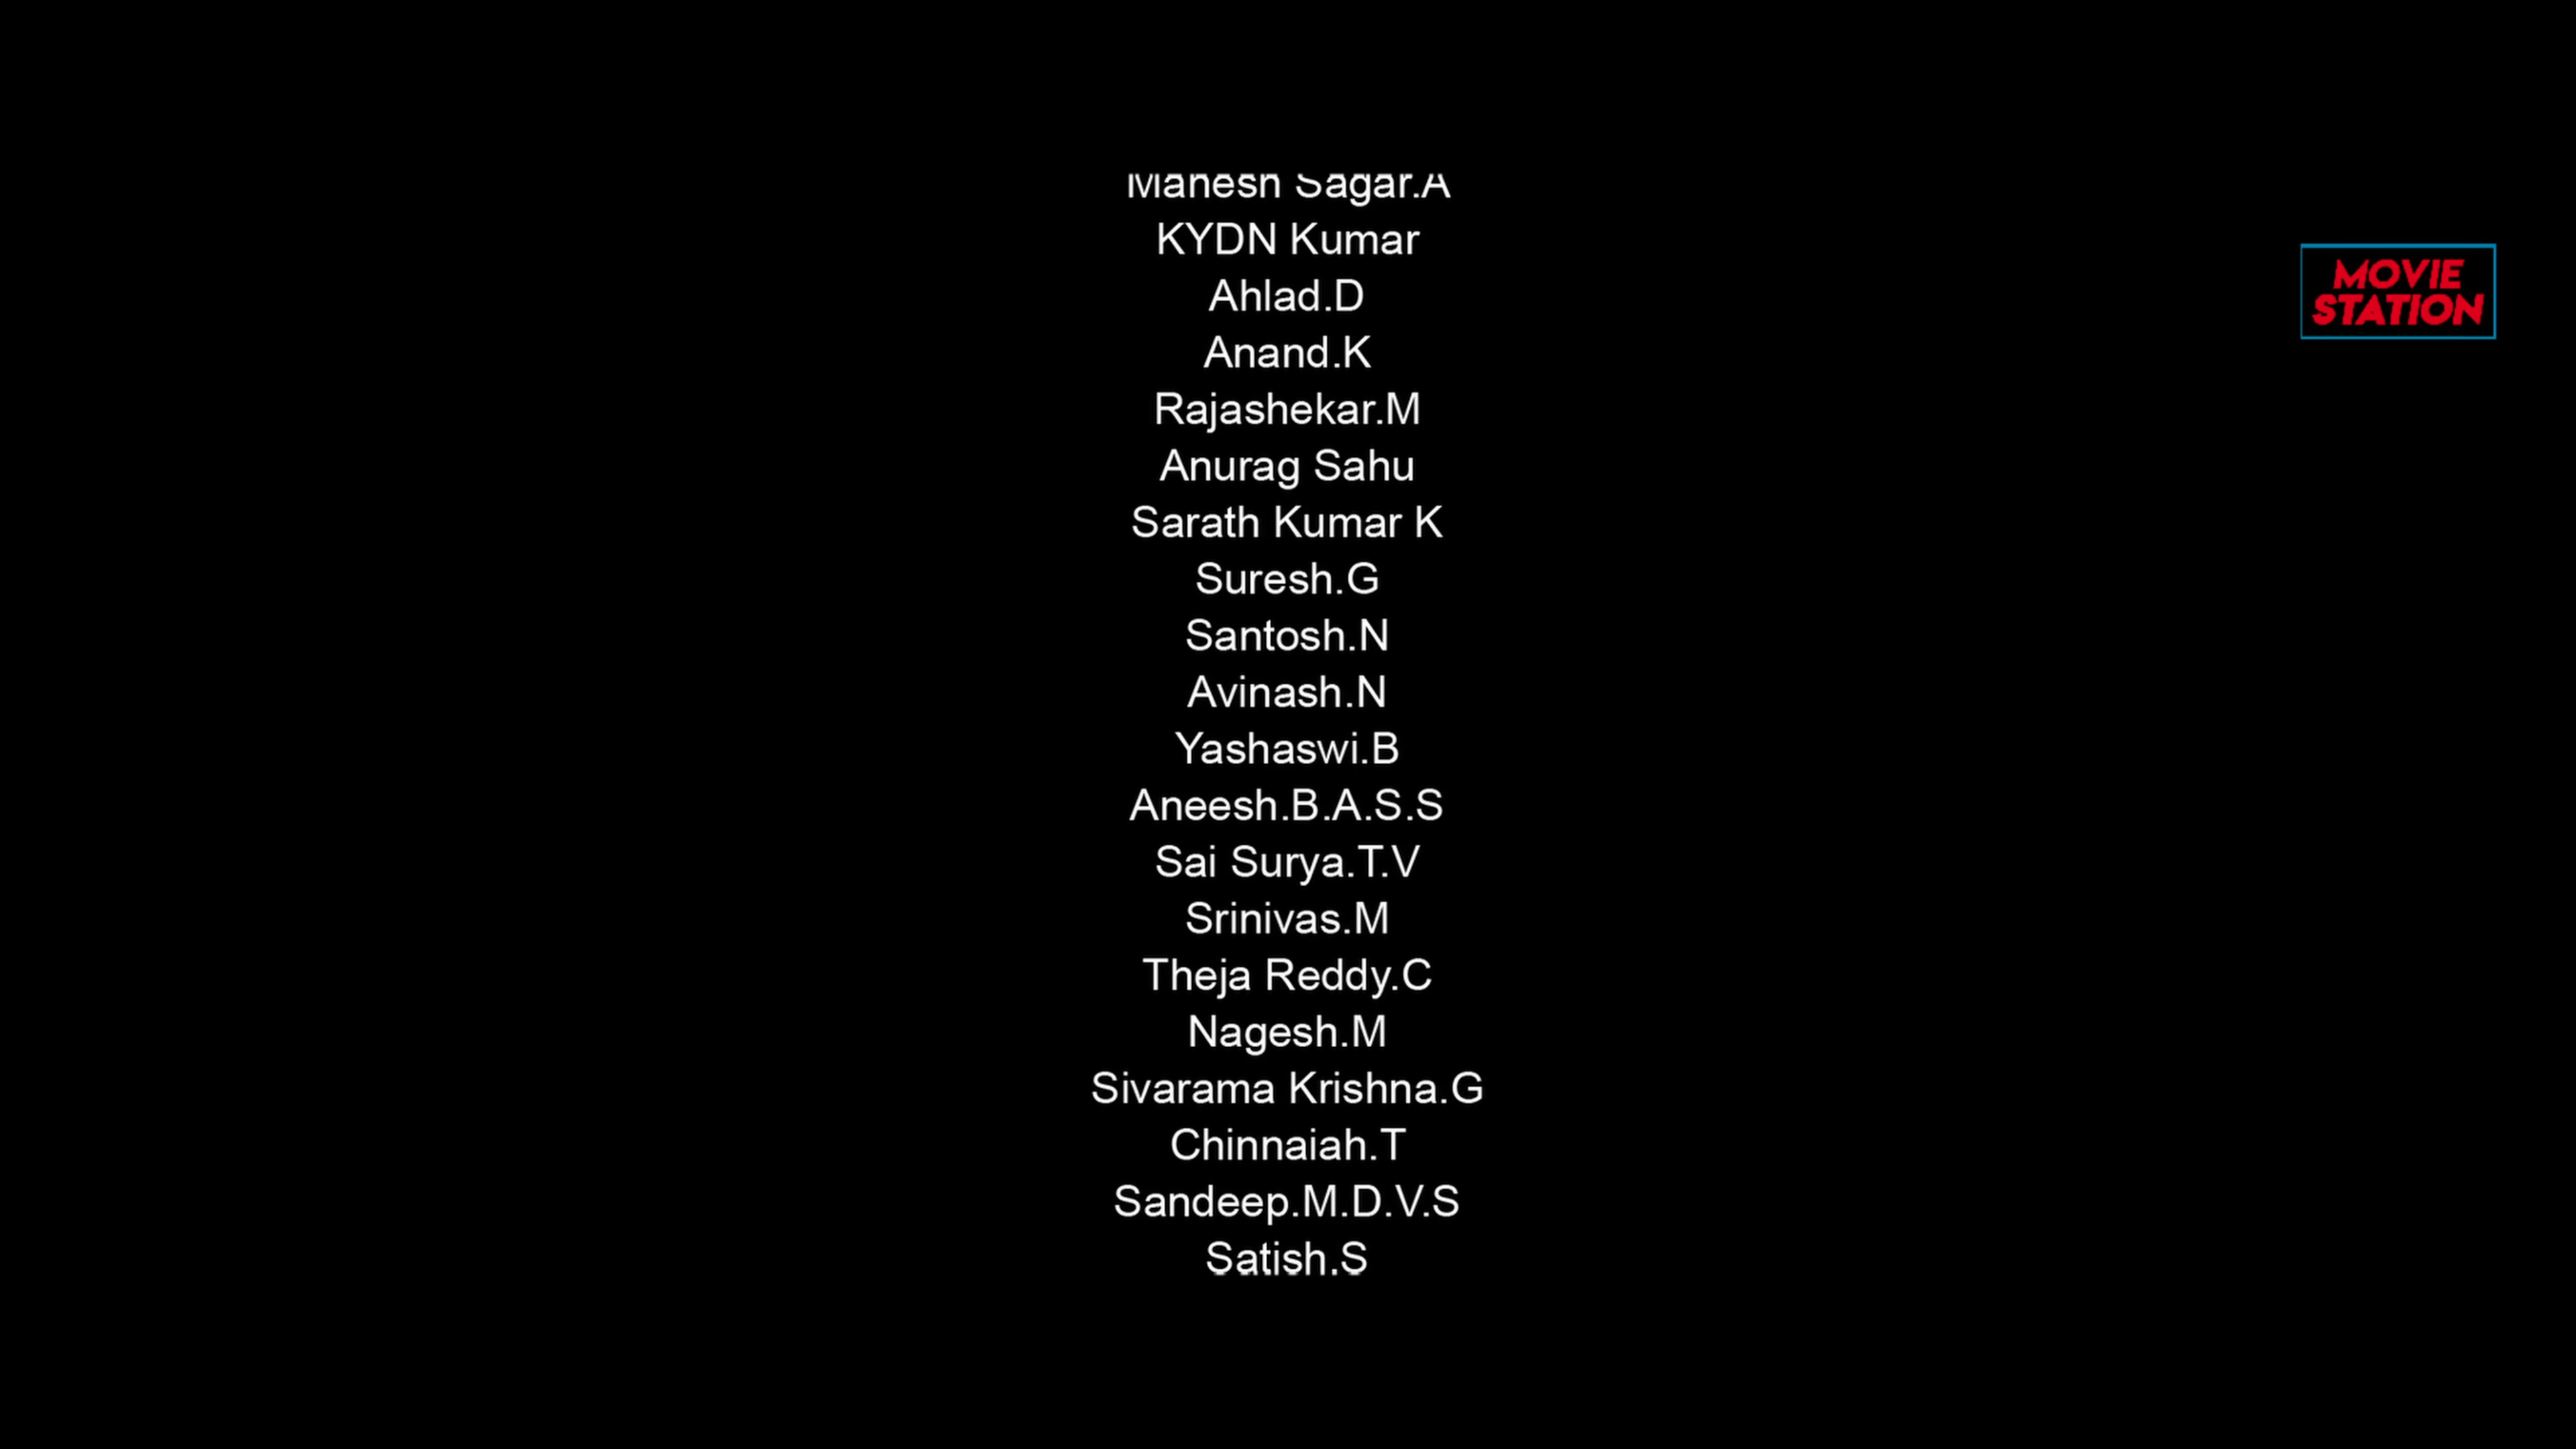 Sagar.A
KYDN Kumar
Ahlad.D
Anand.K
Rajashekar.M
Anurag Sahu
Sarath Kumar K
Suresh.G
Santosh.N
Avinash.N
Yashaswi.B
Aneesh.B.A.S.S
Sai Surya.T.V
Srinivas.M
Theja Reddy.C
Nagesh.M
Sivarama Krishna.G
Chinnaiah.T
Sandeep.M.D.V.S
Satish.S
MOVIE
STATION